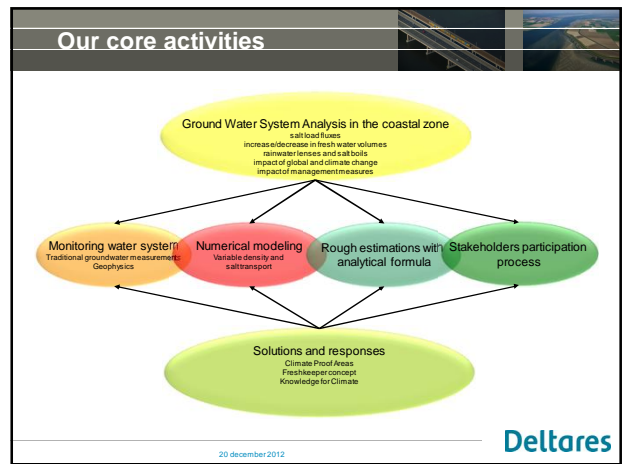 Our core activities
Ground Water System Analysis in the coastal zone
salt load fluxes
increase/decrease in fresh water volumes
rainwater lenses and salt boils
impact of global and climate change
impact of management measures
Monitoring water system
Traditional groundwater measurements
Geophysics
Numerical modeling
Variable density and
salt transport
Rough estimations with
analytical formula
Stakeholders participation
process
Solutions and responses
Climate Proof Areas
Freshkeeper concept
Knowledge for Climate
20 december 2012
Deltares